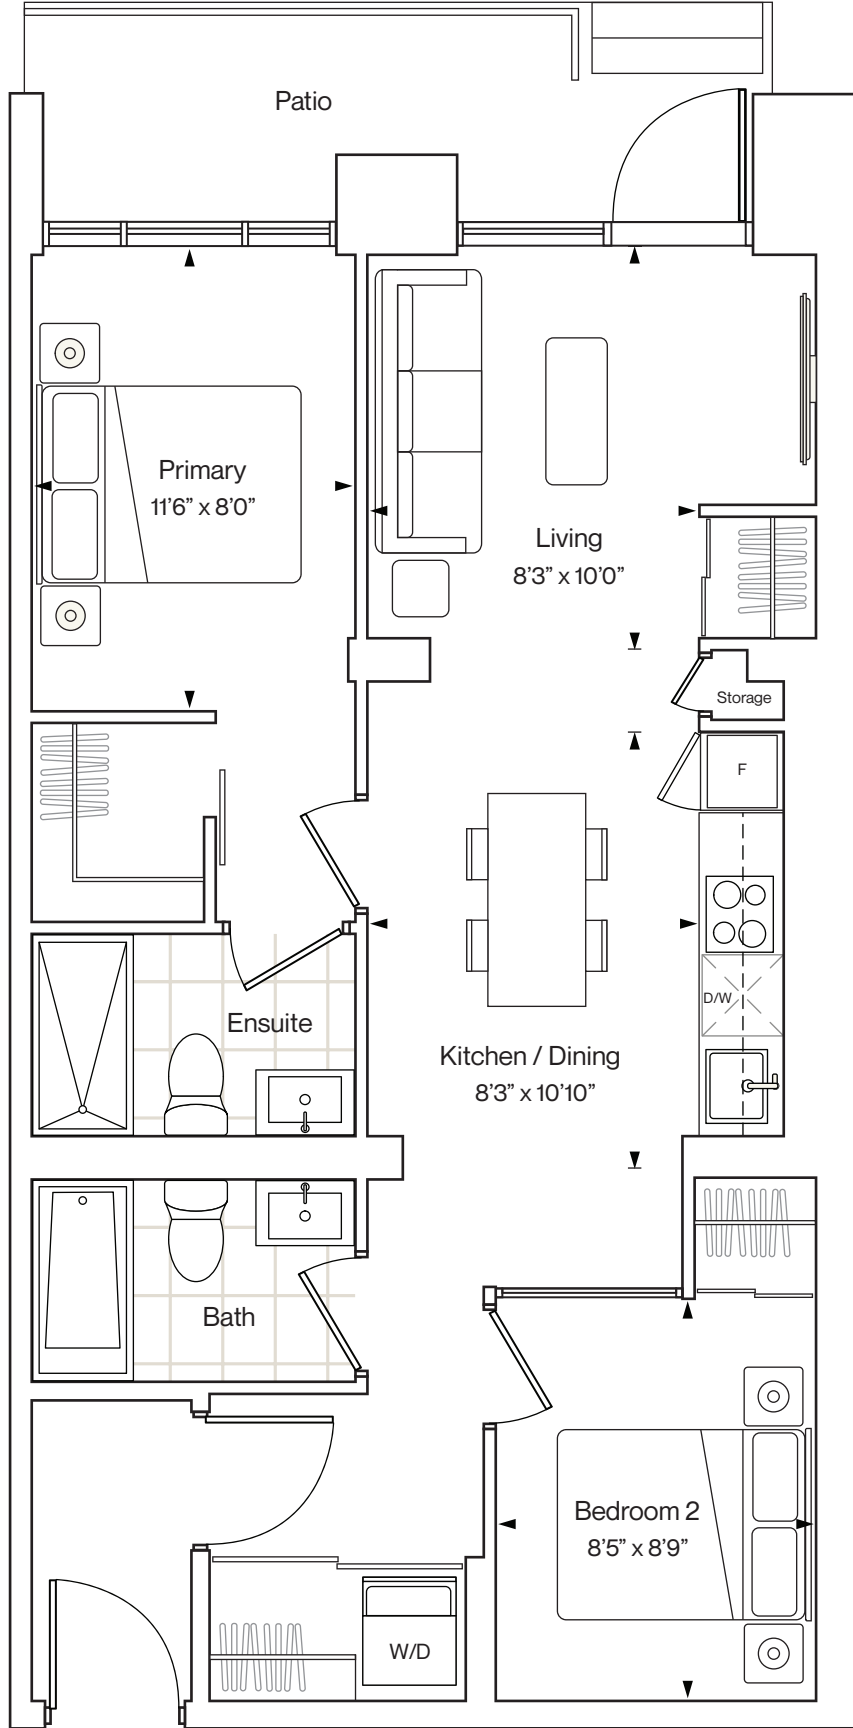 Patio
Primary
11’6” x 8’0”
Living
8’3” x 10’0”
Storage
F
D/W
Ensuite
Kitchen / Dining
8’3” x 10’10”
Bath
Bedroom 2
8’5” x 8’9”
W/D